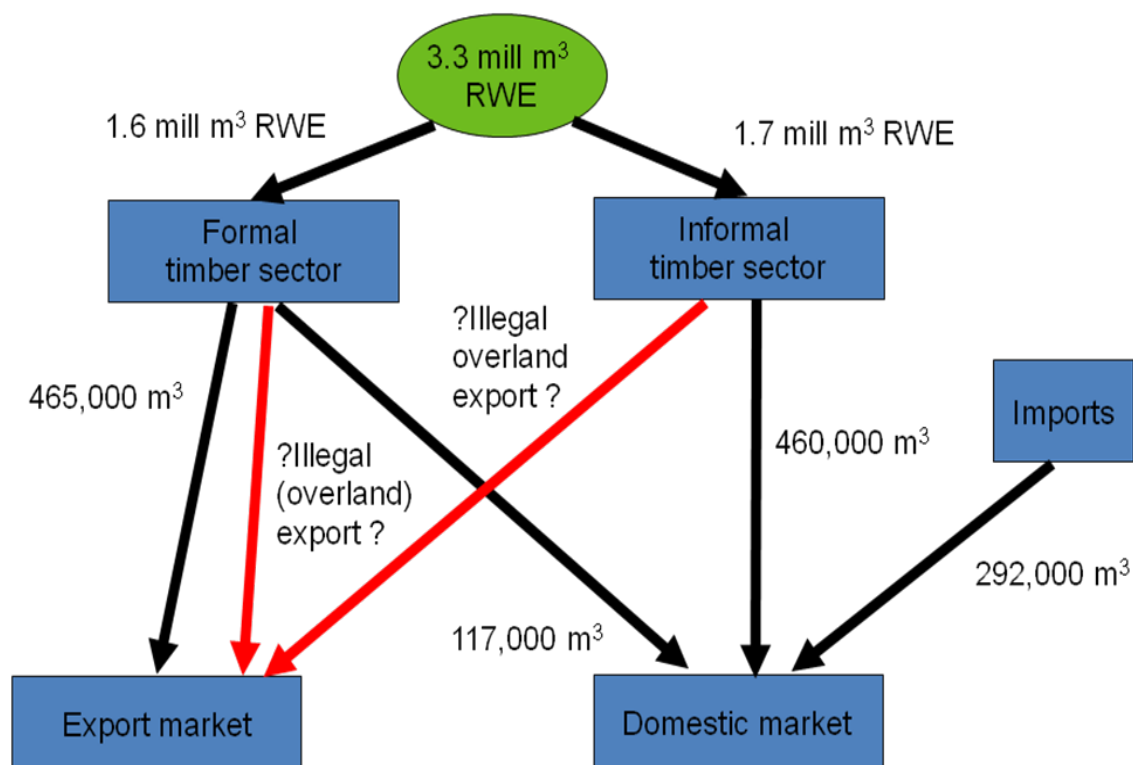 3.3 mill m³
RWE
1.6 mill m³ RWE
1.7 mill m³ RWE
Formal
timber sector
Informal
timber sector
?Illegal
overland
export ?
465,000 m³
Imports
460,000 m³
?Illegal
(overland)
export ?
292,000 m³
117,000 m³
Export market
Domestic market